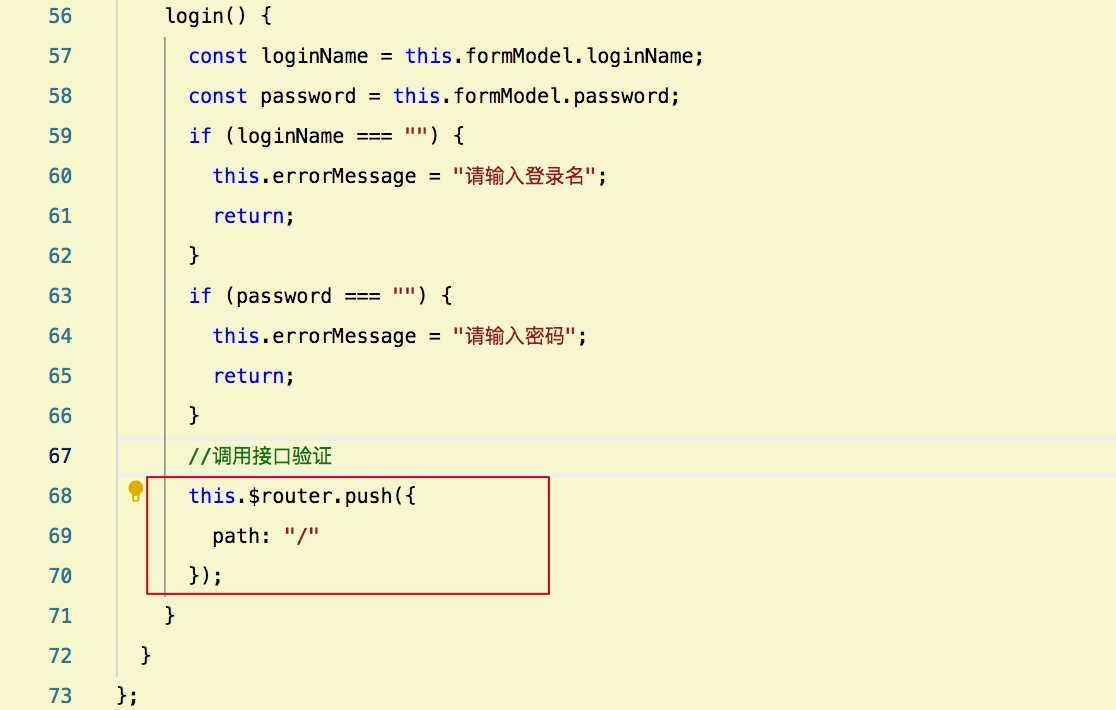 56 login() {
57 const loginName = this.formModel.loginName;
58 const password = this.formModel.password;
59 if (loginName === "") {
60 this.errorMessage = "请输入登录名";
61 return;
62 }
63 if (password === "") {
64 this.errorMessage = "请输入密码";
65 return;
66 }
67 //调用接口验证
68 this.$router.push({
69 path: "/"
70 });
71 }
72 }
73 };